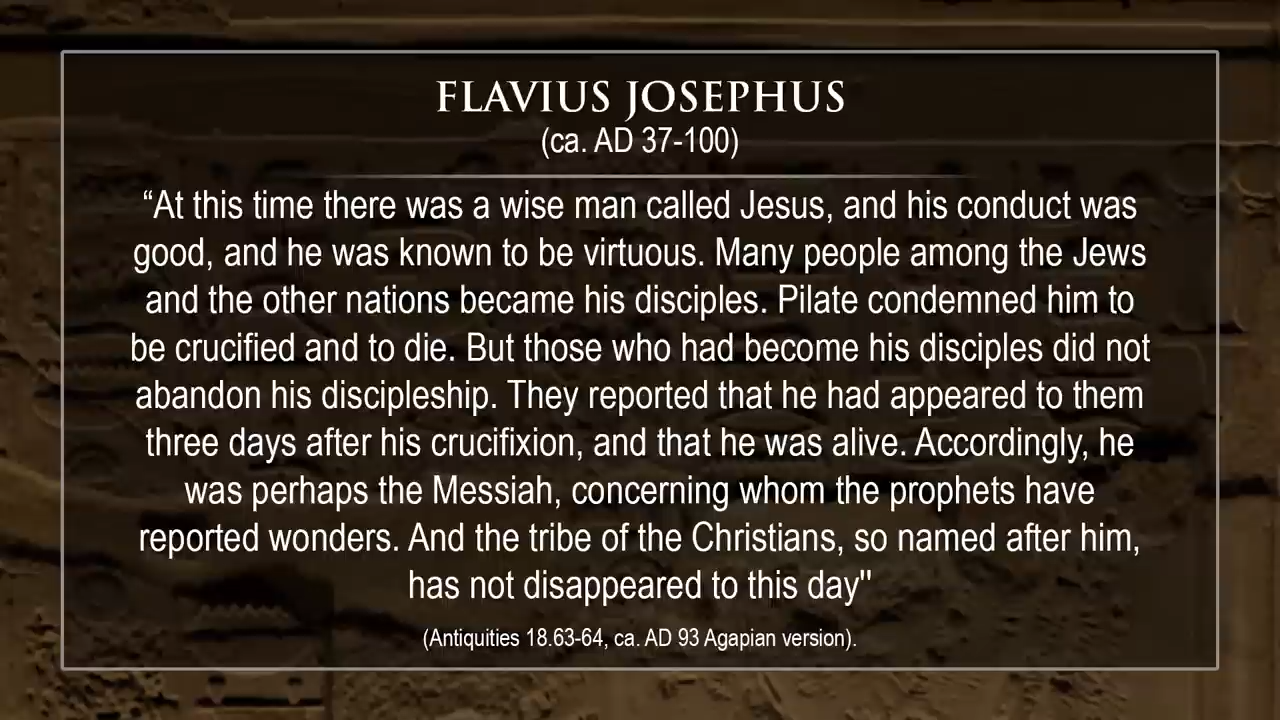 FLAVIUS JOSEPHUS
(ca. AD 37-100)
“At this time there was a wise man called Jesus, and his conduct was
good, and he was known to be virtuous. Many people among the Jews
and the other nations became his disciples. Pilate condemned him to
be crucified and to die. But those who had become his disciples did not
abandon his discipleship. They reported that he had appeared to them
three days after his crucifixion, and that he was alive. Accordingly, he
was perhaps the Messiah, concerning whom the prophets have
reported wonders. And the tribe of the Christians, so named after him,
has not disappeared to this day"
(Antiquities 18.63-64, ca. AD 93 Agapian version).